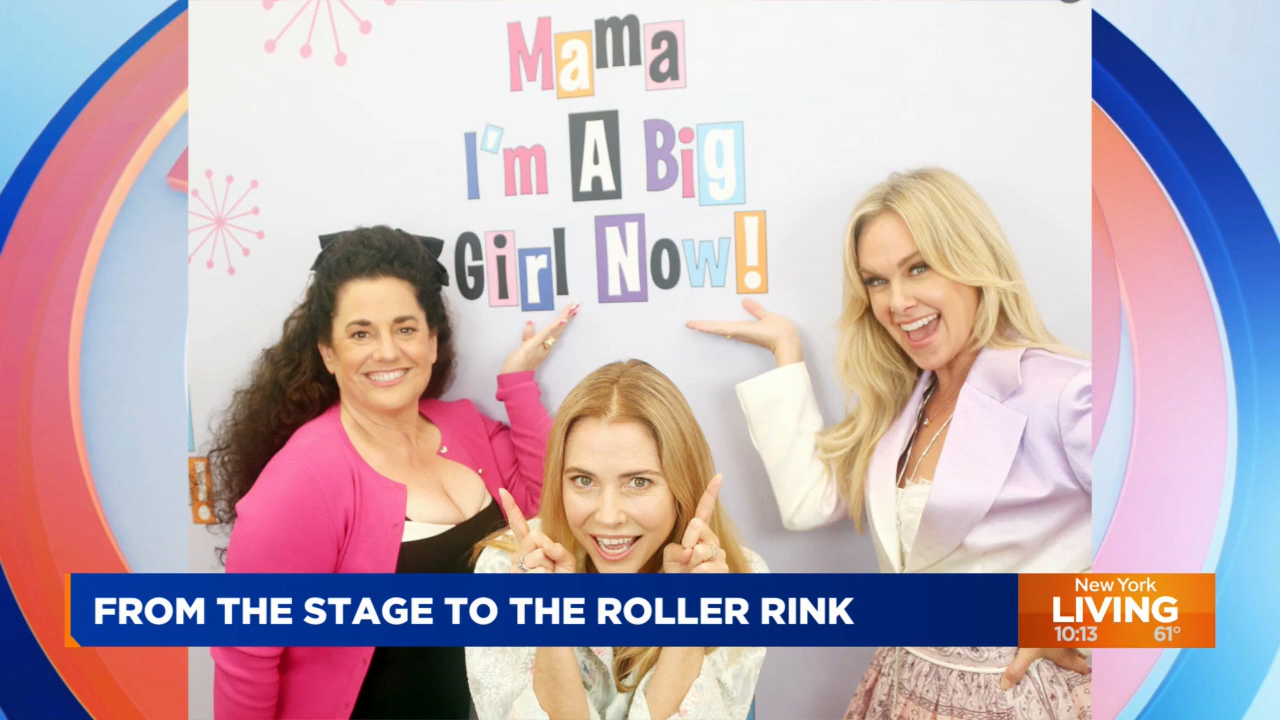 Mama
I'm A Big
Girl Now!
!
FROM THE STAGE TO THE ROLLER RINK
New York
LIVING
10:13 61°